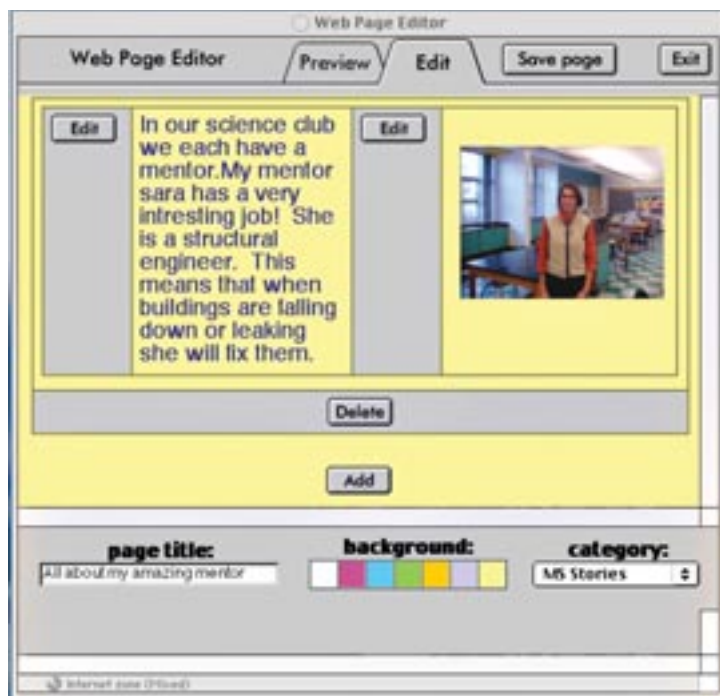 Web Page Editor
Web Page Editor
Preview
Edit
Save page
Exit
Edit
In our science club
we each have a
mentor.My mentor
sara has a very
intresting job! She
is a structural
engineer. This
means that when
buildings are falling
down or leaking
she will fix them.
Edit
Delete
Add
page title:
All about my amazing mentor
background:
category:
MS Stories
Internet zone (Mixed)